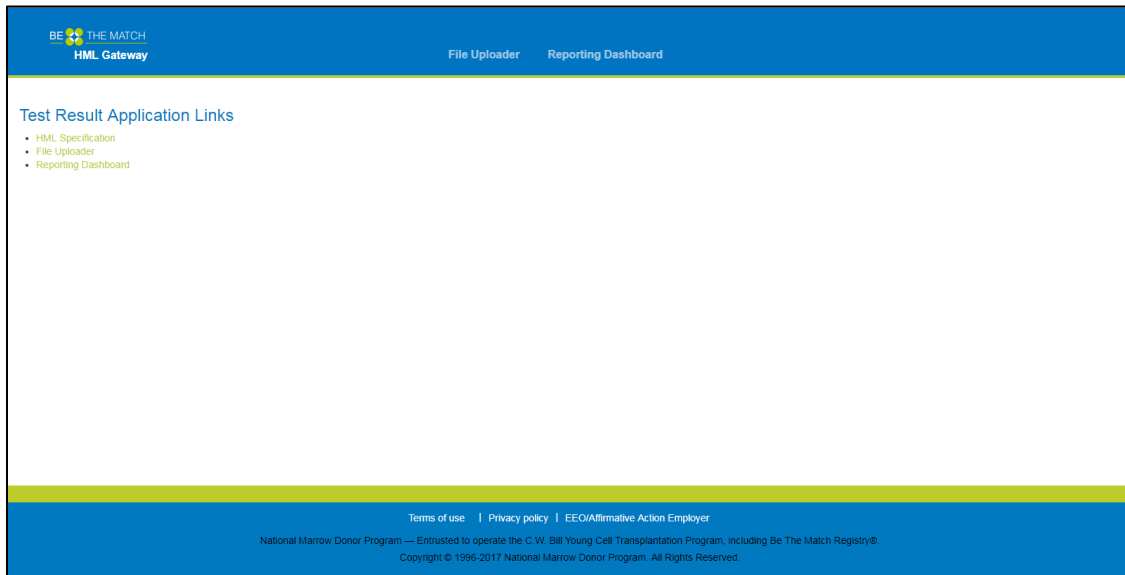 BE THE MATCH
HML Gateway
File Uploader Reporting Dashboard
Test Result Application Links
HML Specification
File Uploader
Reporting Dashboard
Terms of use | Privacy policy | EEO/Affirmative Action Employer
National Marrow Donor Program — Entrusted to operate the C.W. Bill Young Cell Transplantation Program, including Be The Match Registry®.
Copyright © 1996-2017 National Marrow Donor Program. All Rights Reserved.